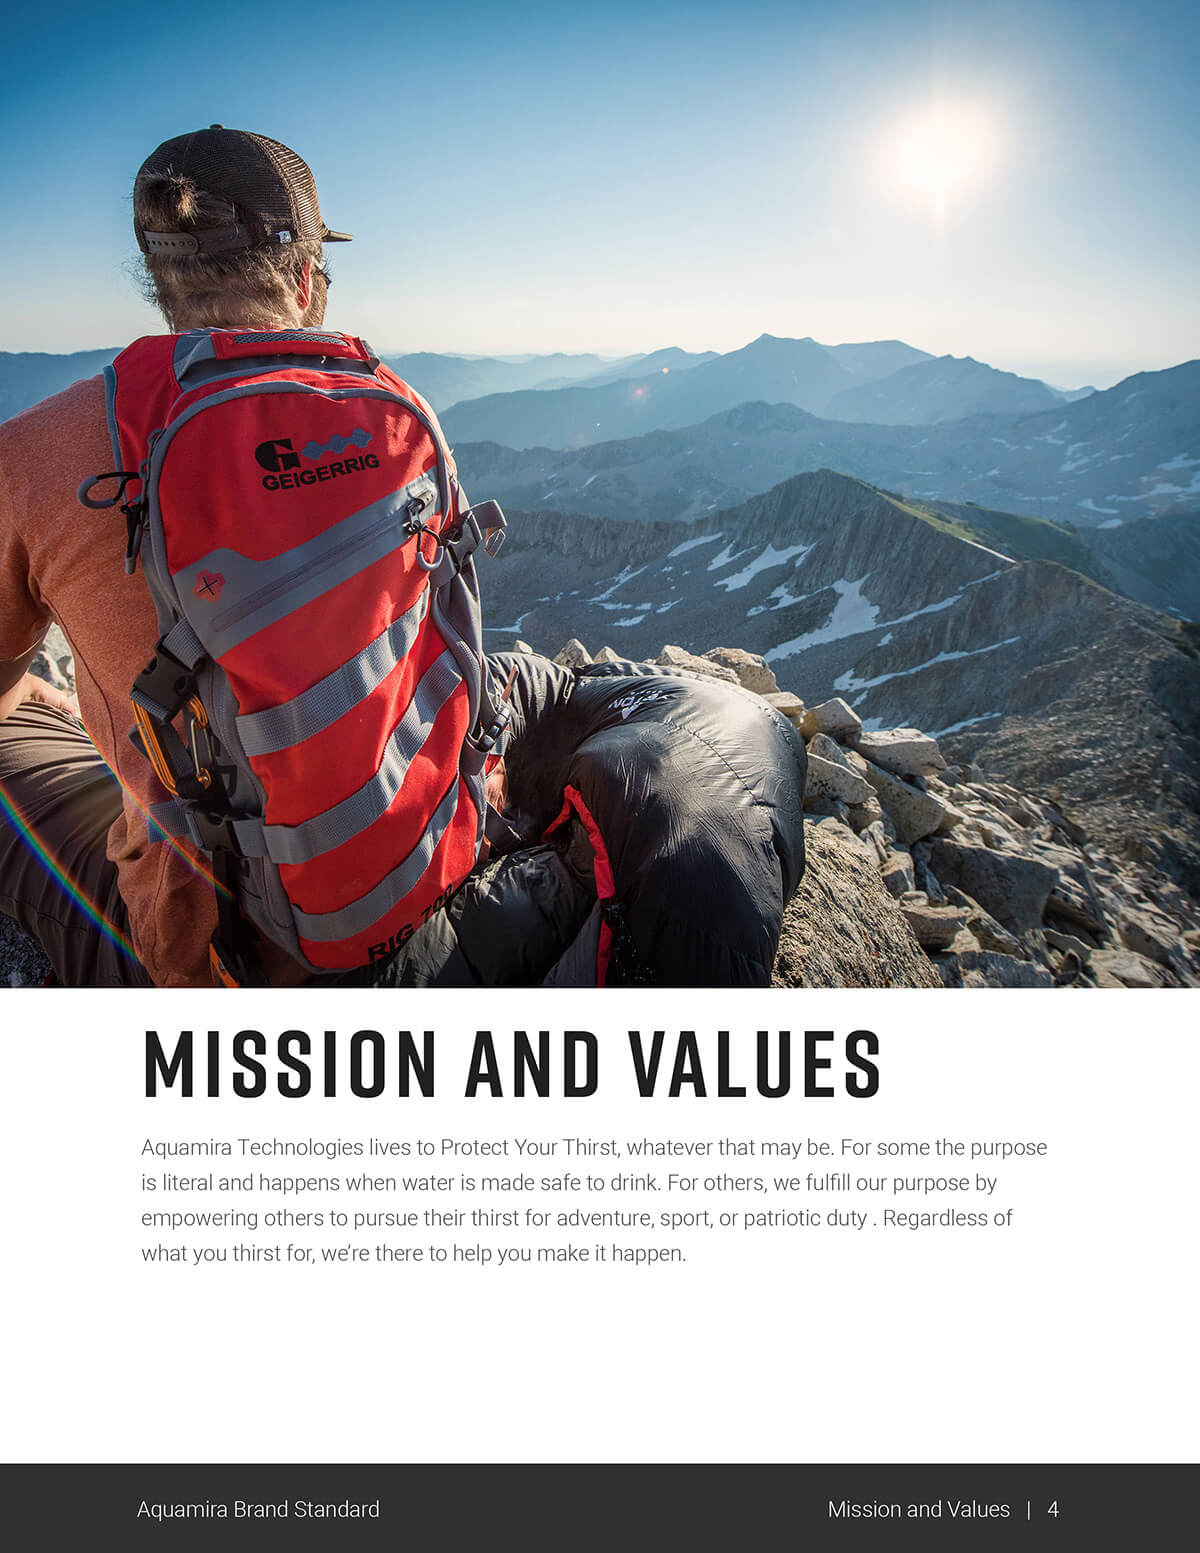 GEIGERRIG
RIG 700
MISSION AND VALUES
Aquamira Technologies lives to Protect Your Thirst, whatever that may be. For some the purpose
is literal and happens when water is made safe to drink. For others, we fulfill our purpose by
empowering others to pursue their thirst for adventure, sport, or patriotic duty . Regardless of
what you thirst for, we're there to help you make it happen.
Aquamira Brand Standard
Mission and Values | 4